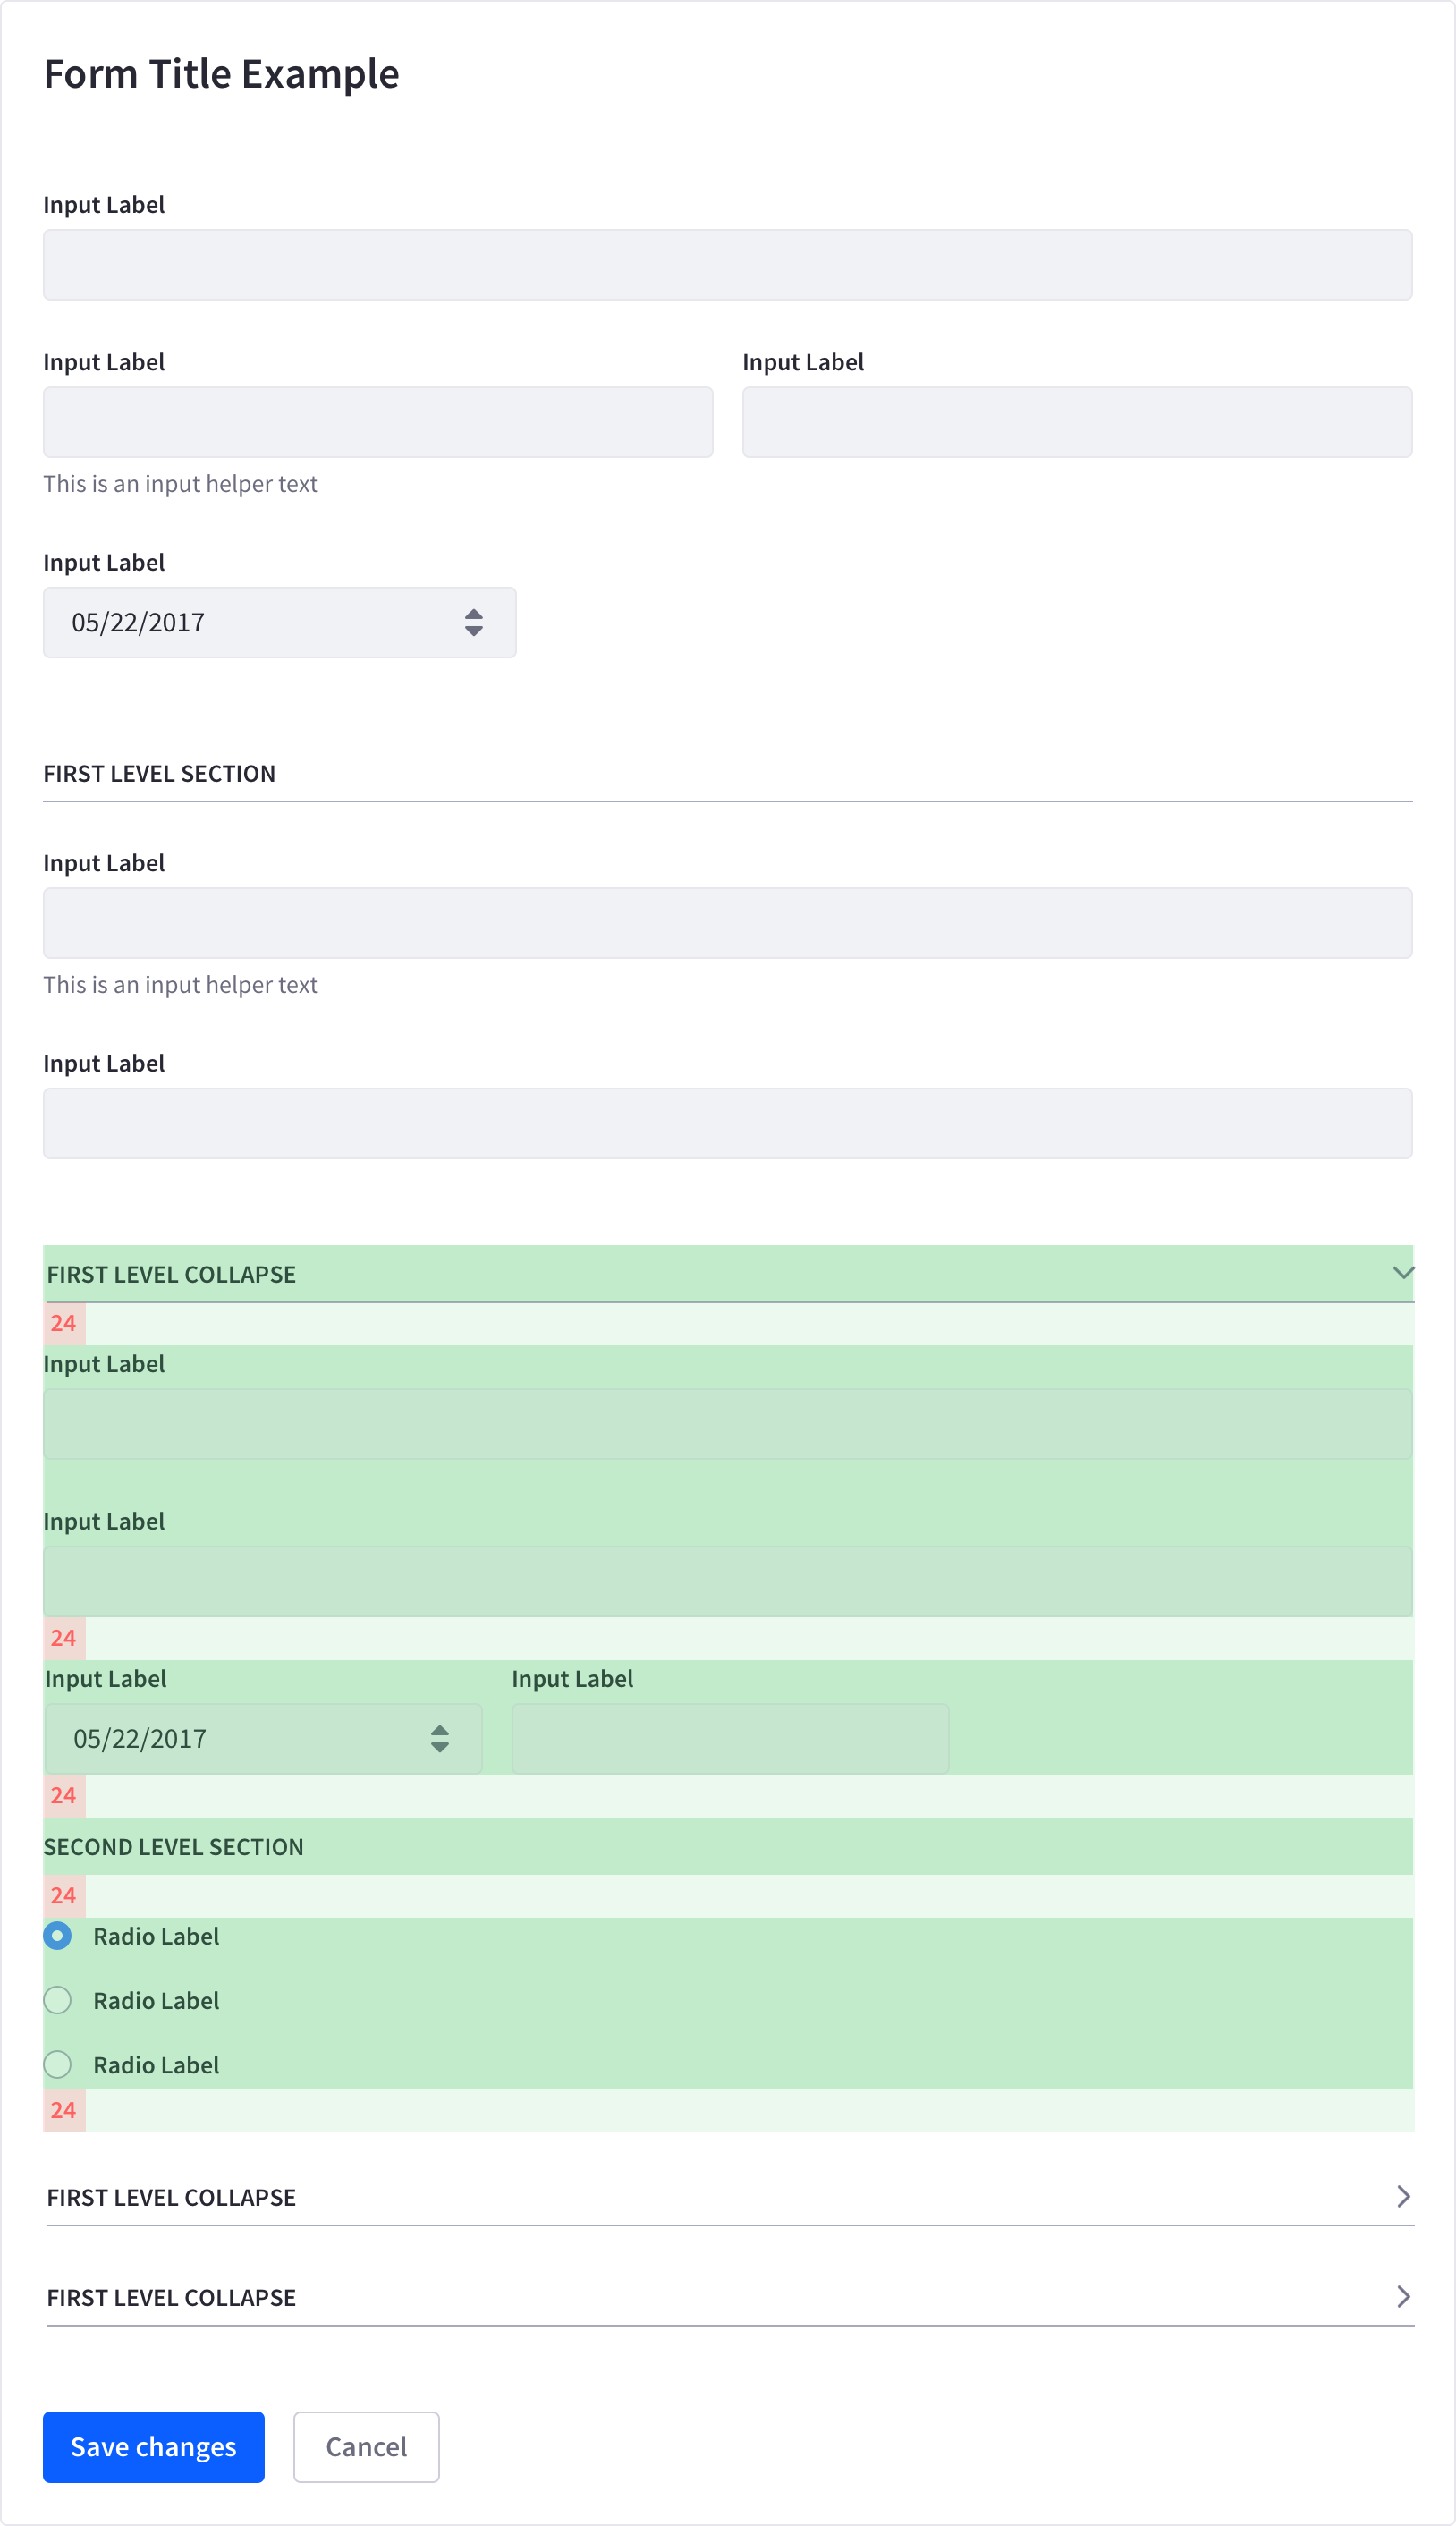 Form Title Example
Input Label
Input Label Input Label
This is an input helper text
Input Label
05/22/2017
FIRST LEVEL SECTION
Input Label
This is an input helper text
Input Label
FIRST LEVEL COLLAPSE
24
Input Label
Input Label
24
Input Label Input Label
05/22/2017
24
SECOND LEVEL SECTION
24
Radio Label
Radio Label
Radio Label
24
FIRST LEVEL COLLAPSE
FIRST LEVEL COLLAPSE
Save changes Cancel